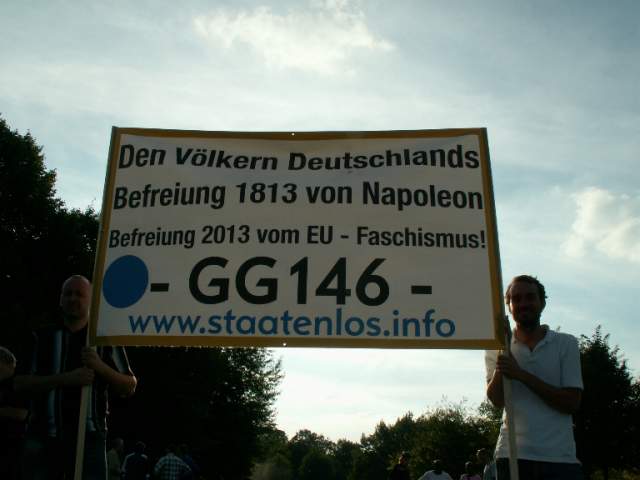 Den Völkern Deutschlands
Befreiung 1813 von Napoleon
Befreiung 2013 vom EU - Faschismus!
- GG146 -
www.staatenlos.info